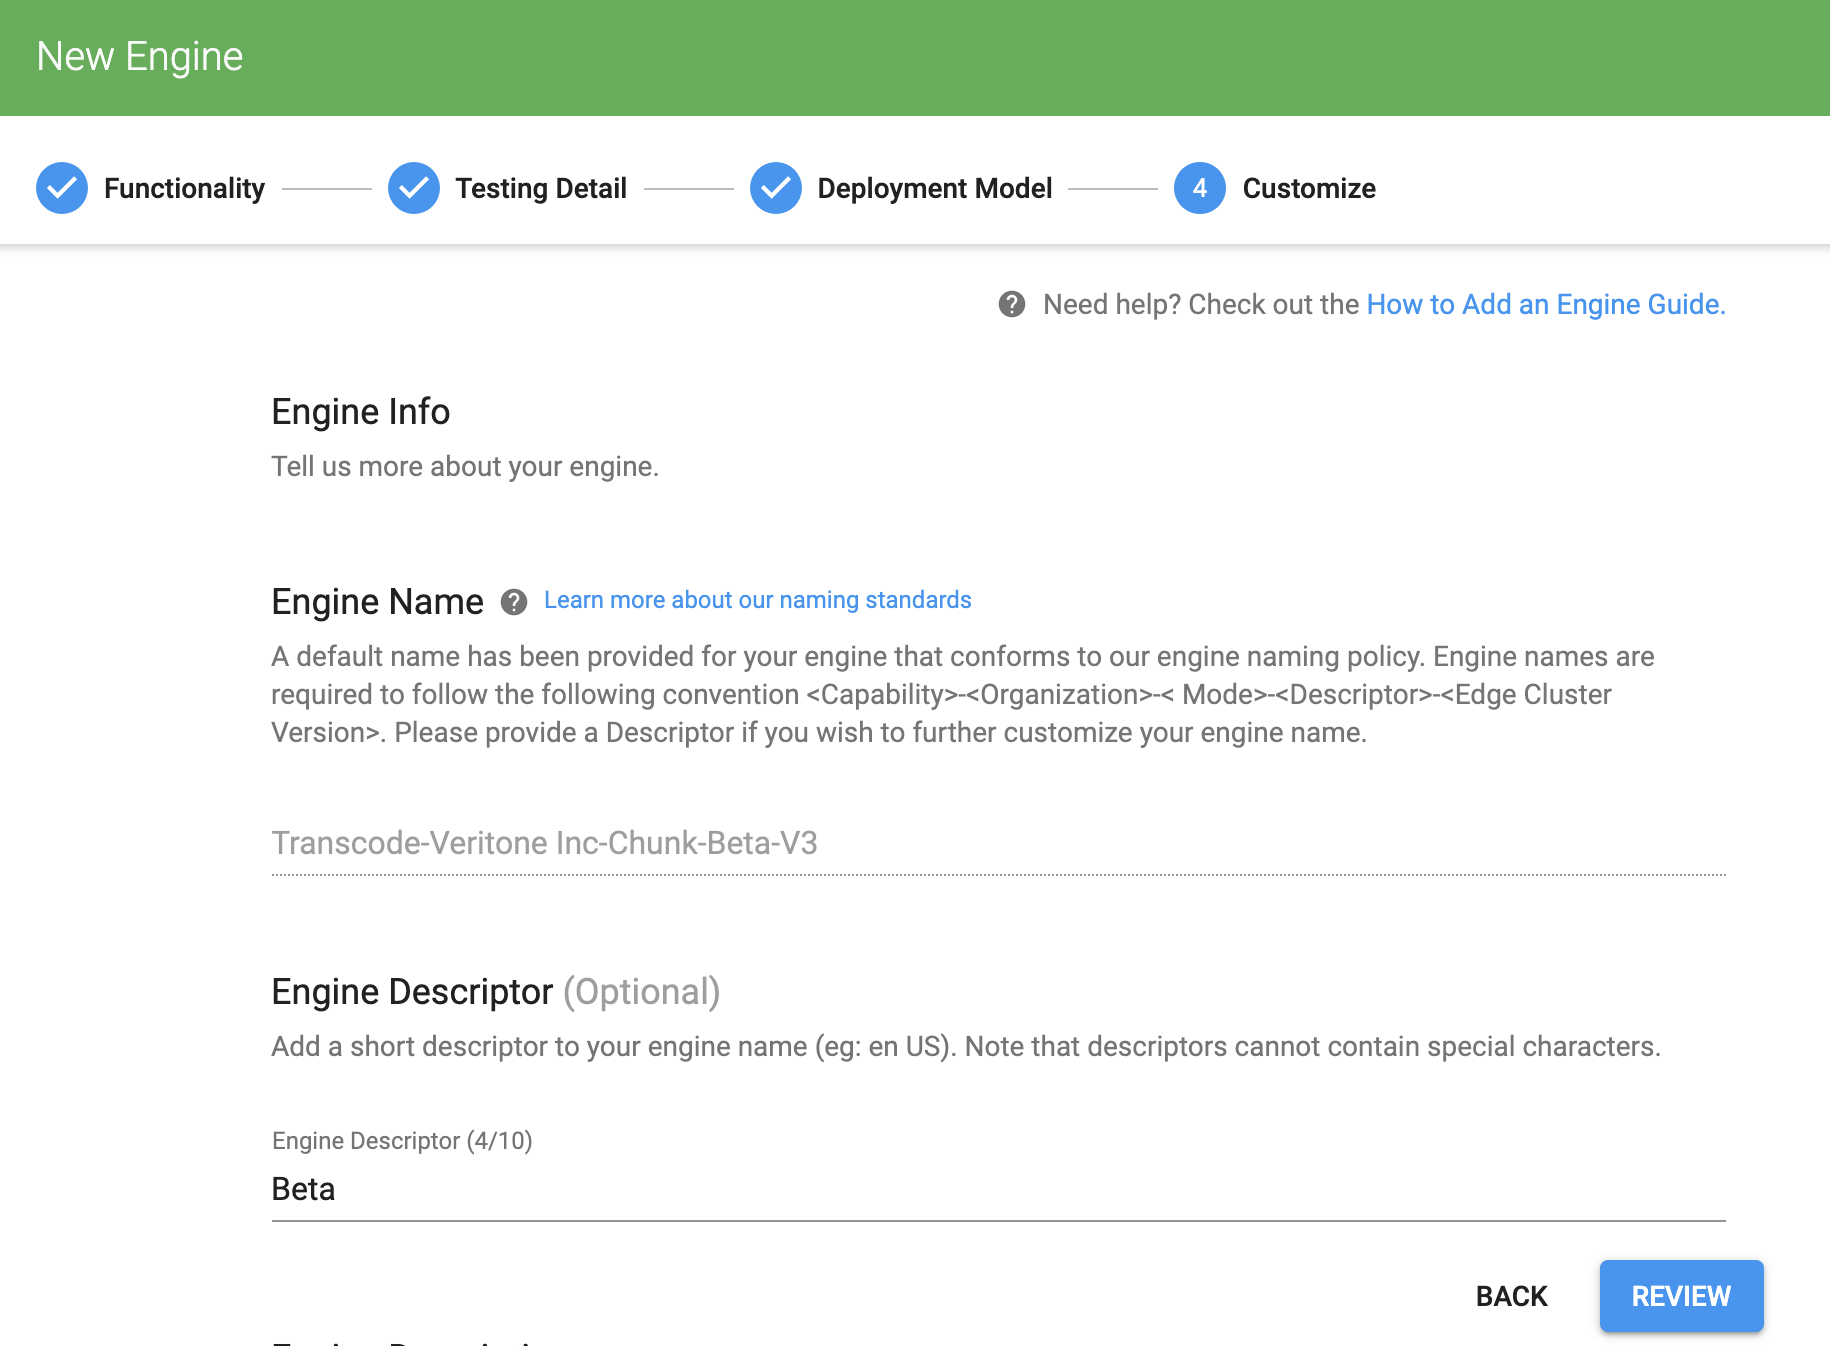 New Engine
Functionality
Testing Detail
Deployment Model
4 Customize
Need help? Check out the How to Add an Engine Guide.
Engine Info
Tell us more about your engine.
Engine Name Learn more about our naming standards
A default name has been provided for your engine that conforms to our engine naming policy. Engine names are
required to follow the following convention <Capability>-<Organization>-< Mode>-<Descriptor>-<Edge Cluster
Version>. Please provide a Descriptor if you wish to further customize your engine name.
Transcode-Veritone Inc-Chunk-Beta-V3
Engine Descriptor (Optional)
Add a short descriptor to your engine name (eg: en US). Note that descriptors cannot contain special characters.
Engine Descriptor (4/10)
Beta
BACK
REVIEW